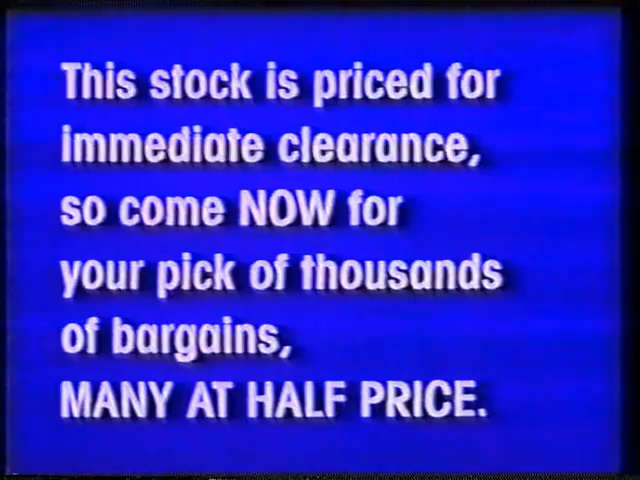 This stock is priced for
immediate clearance,
so come NOW for
your pick of thousands
of bargains,
MANY AT HALF PRICE.